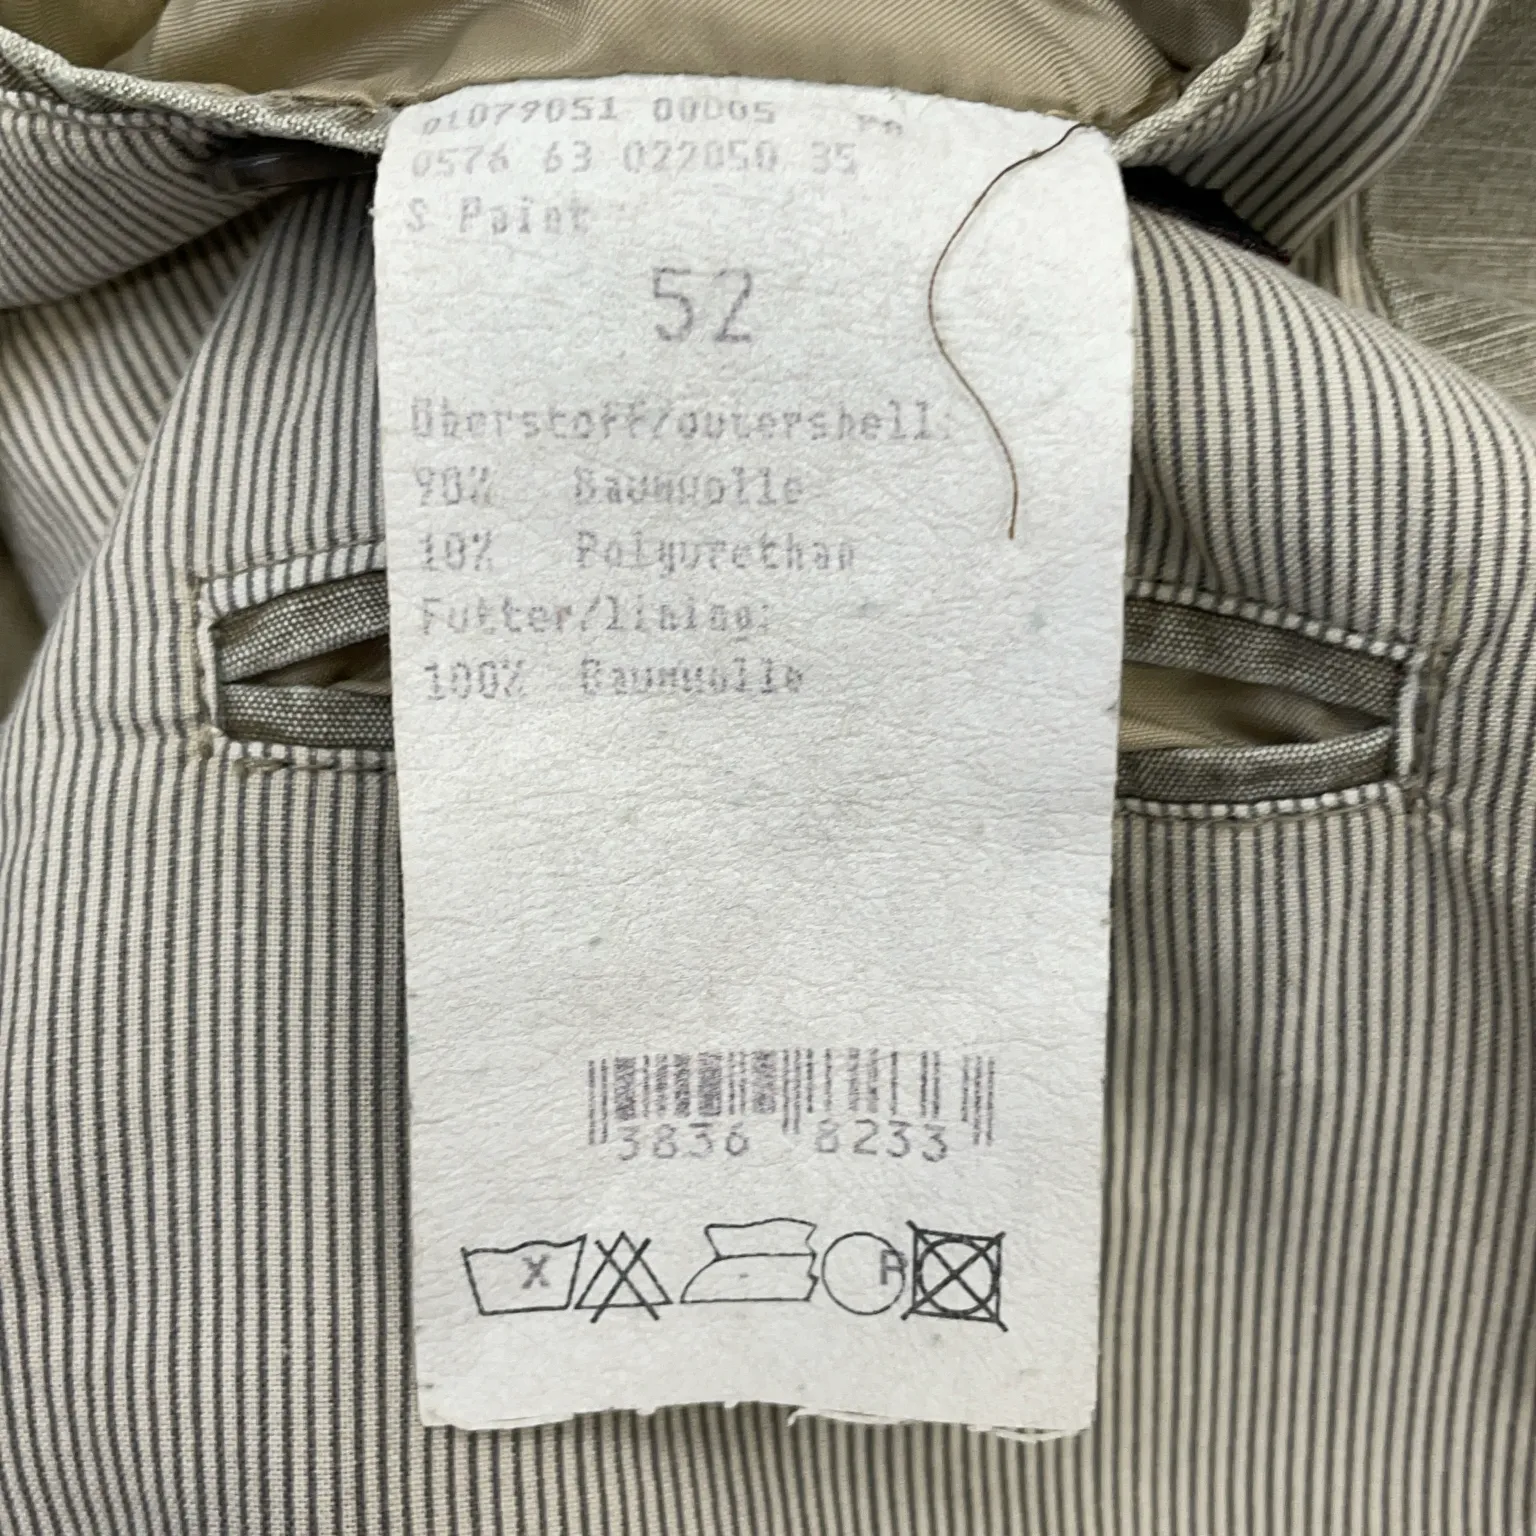 01079051 00005
0576 63 022050 35
S Paint
52
Oberstoff/outershell:
90% Baumwolle
10% Polyurethan
Futter/lining:
100% Baumwolle
3836 8233
X
P